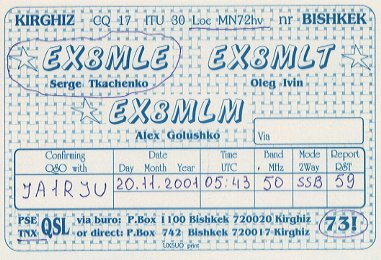 KIRGHIZ CQ 17 ITU 30 Loc MN72hv nr BISHKEK
EX8MLE EX8MLT
Serge Tkachenko Oleg Ivin
EX8MLM
Alex Golushko
Via
Confirming QSO with Date Day Month Year Time UTC Band, MHz Mode 2Way Report RST
JA1RJU 20.11.2001 05:43 50 SSB 59
PSE QSL via buro: P.Box 1100 Bishkek 720020 Kirghiz 73!
TNX or direct: P.Box 742 Bishkek 720017 Kirghiz